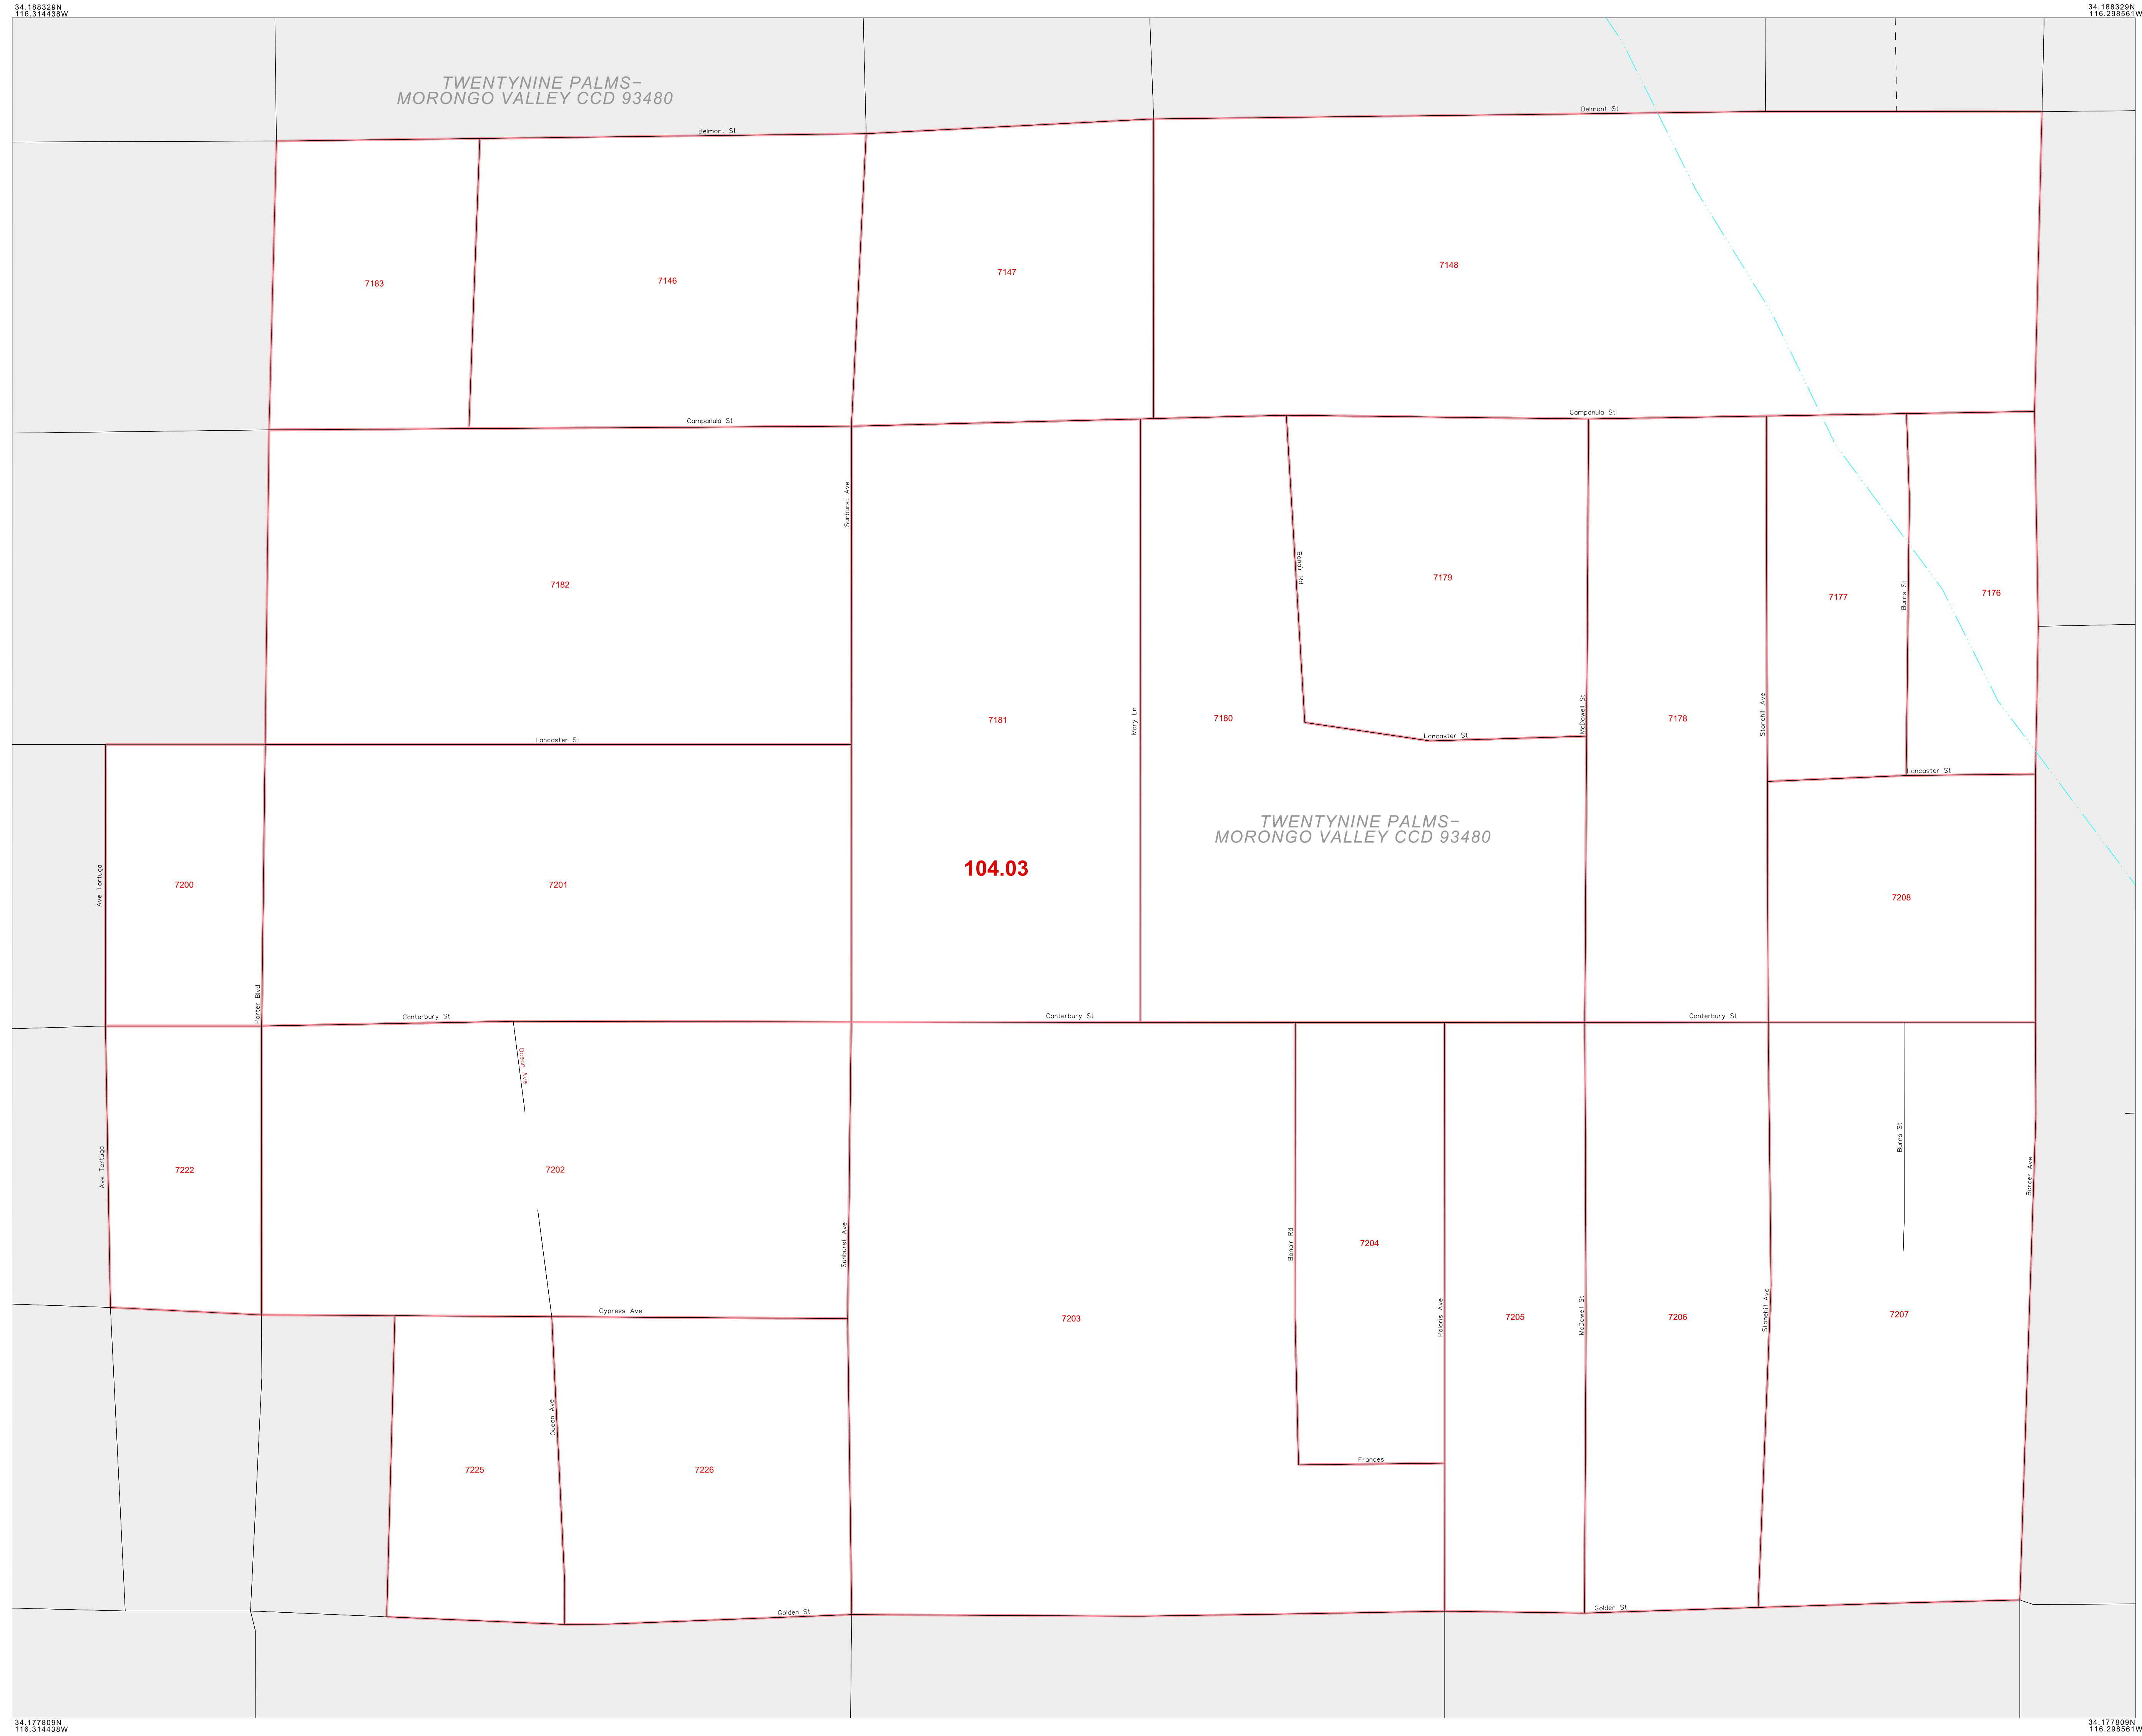 34.188329N
116.314438W
34.188329N
116.298561W
TWENTYNINE PALMS-
MORONGO VALLEY CCD 93480
Belmont St
Belmont St
7183
7146
7147
7148
Campanula St
Campanula St
Sunburst Ave
Bonair Rd
7182
7179
7177
Burns St
7176
7181
Mary Ln
7180
McDowell St
7178
Stonehill Ave
Lancaster St
Lancaster St
Lancaster St
TWENTYNINE PALMS-
MORONGO VALLEY CCD 93480
104.03
Ave Tortuga
7200
7201
7208
Porter Blvd
Canterbury St
Canterbury St
Canterbury St
Ocean Ave
Ave Tortuga
7222
7202
Burns St
Border Ave
Sunburst Ave
Bonair Rd
7204
Cypress Ave
7203
Polaris Ave
7205
McDowell St
7206
Stonehill Ave
7207
Ocean Ave
7225
7226
Frances
Golden St
Golden St
34.177809N
116.314438W
34.177809N
116.298561W